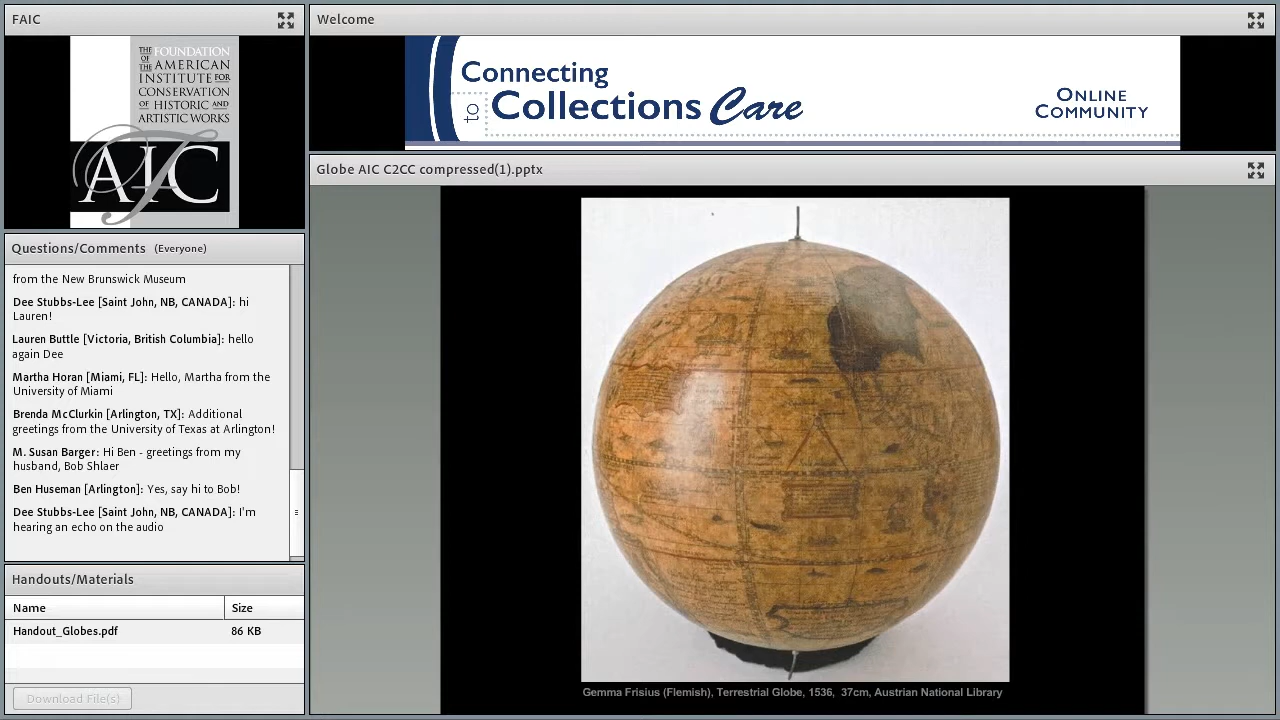 FAIC
THE FOUNDATION
OF THE AMERICAN
INSTITUTE FOR
CONSERVATION
OF HISTORIC AND
ARTISTIC WORKS
FAIC
Questions/Comments (Everyone)
from the New Brunswick Museum
Dee Stubbs-Lee [Saint John, NB, CANADA]: hi
Lauren!
Lauren Buttle [Victoria, British Columbia]: hello
again Dee
Martha Horan [Miami, FL]: Hello, Martha from the
University of Miami
Brenda McClurkin [Arlington, TX]: Additional
greetings from the University of Texas at Arlington!
M. Susan Barger: Hi Ben - greetings from my
husband, Bob Shlaer
Ben Huseman [Arlington]: Yes, say hi to Bob!
Dee Stubbs-Lee [Saint John, NB, CANADA]: I'm
hearing an echo on the audio
Handouts/Materials
Name Size
Handout_Globes.pdf 86 KB
Download File(s)
Welcome
Connecting
to Collections Care
ONLINE
COMMUNITY
Globe AIC C2CC compressed(1).pptx
Gemma Frisius (Flemish), Terrestrial Globe, 1536, 37cm, Austrian National Library